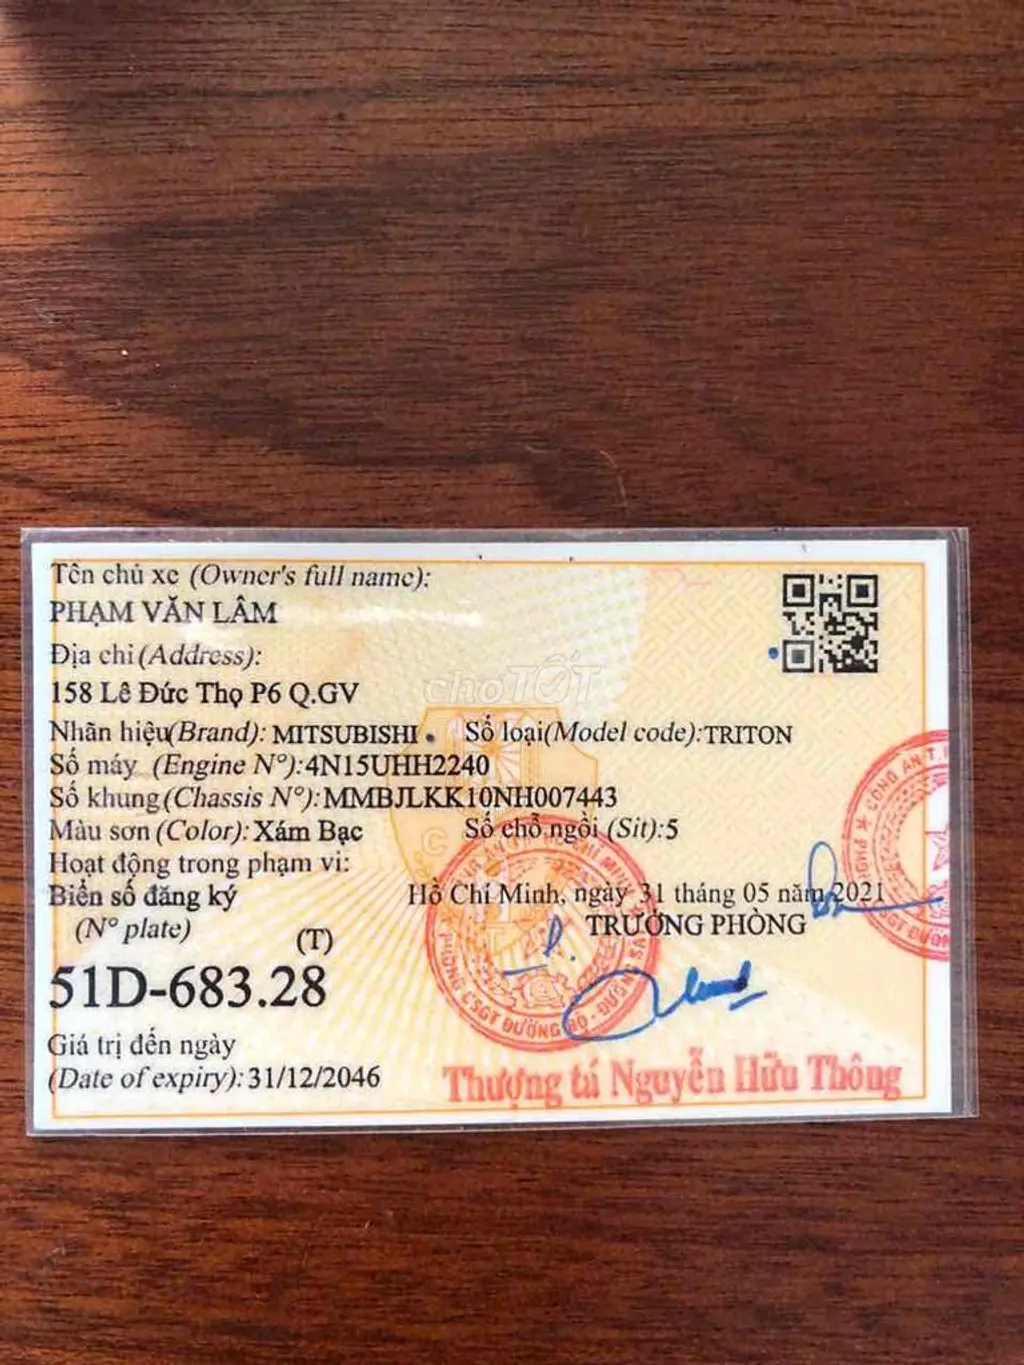 Tên chủ xe (Owner's full name):
PHẠM VĂN LÂM
Địa chỉ (Address):
158 Lê Đức Thọ P6 Q.GV
choTỐT
Nhãn hiệu(Brand): MITSUBISHI Số loại(Model code):TRITON
Số máy (Engine N°):4N15UHH2240
Số khung(Chassis N°):MMBJLKK10NH007443
Màu sơn(Color): Xám Bạc Số chỗ ngồi (Sit):5
Hoạt động trong phạm vi:
Biển số đăng ký Hồ Chí Minh, ngày 31 tháng 05 năm 2021
(N° plate) TRƯỞNG PHÒNG
(T)
51D-683.28
Giá trị đến ngày
(Date of expiry): 31/12/2046
Thượng tá Nguyễn Hữu Thông